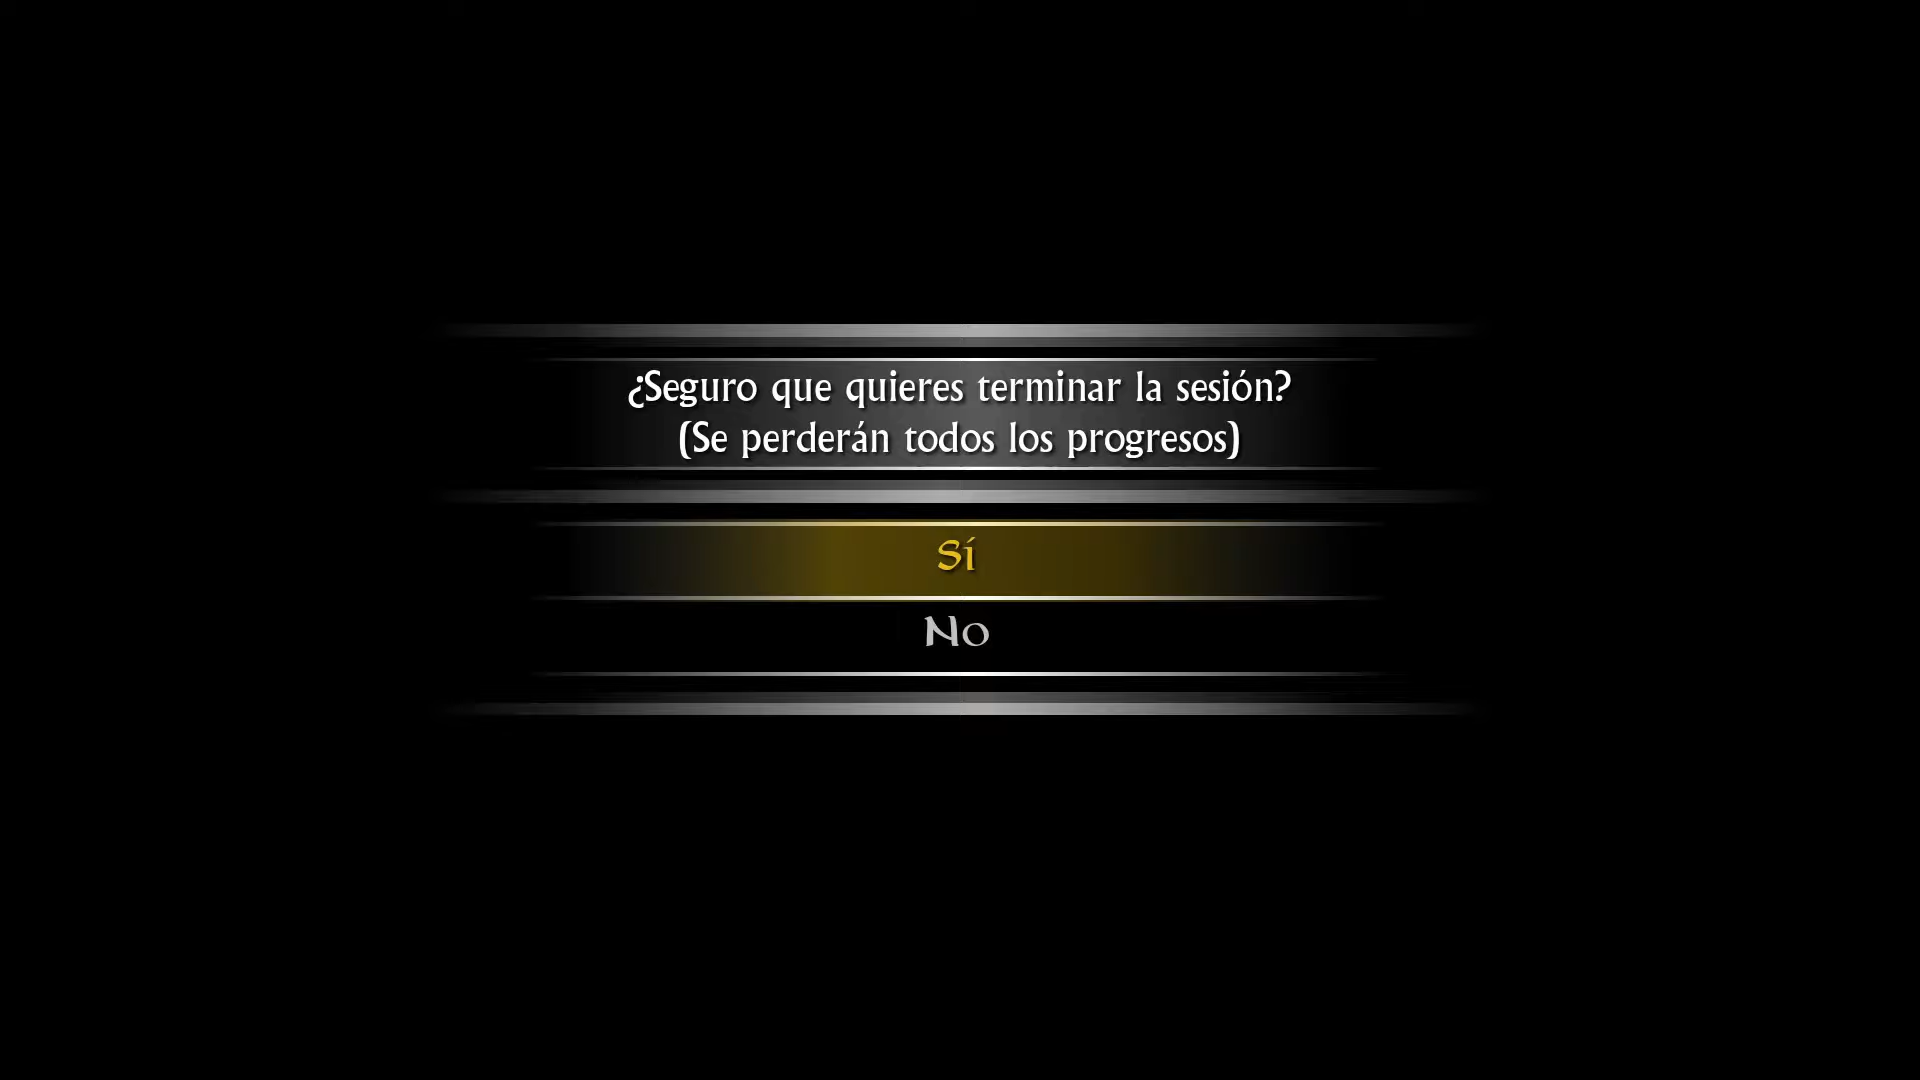 ¿Seguro que quieres terminar la sesión?
(Se perderán todos los progresos)
Sí
No